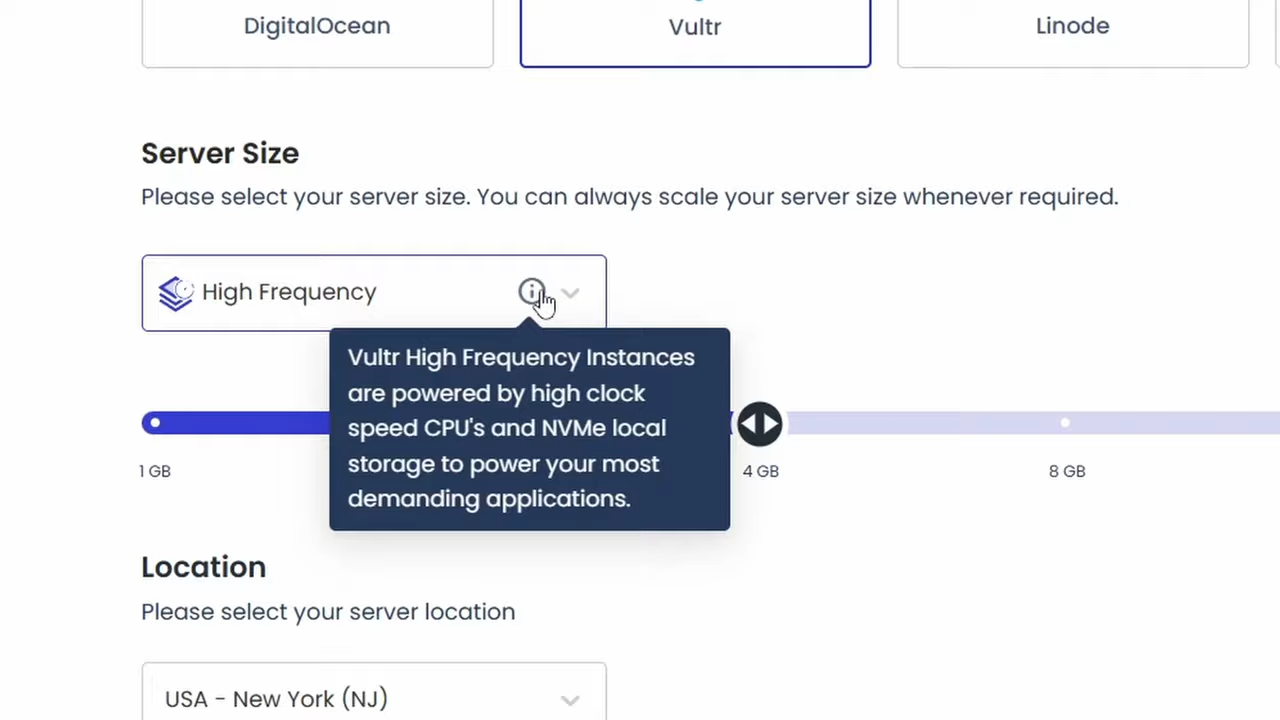 DigitalOcean
Vultr
Linode
Server Size
Please select your server size. You can always scale your server size whenever required.
High Frequency
Vultr High Frequency Instances
are powered by high clock
speed CPU's and NVMe local
storage to power your most
demanding applications.
1 GB
4 GB
8 GB
Location
Please select your server location
USA - New York (NJ)